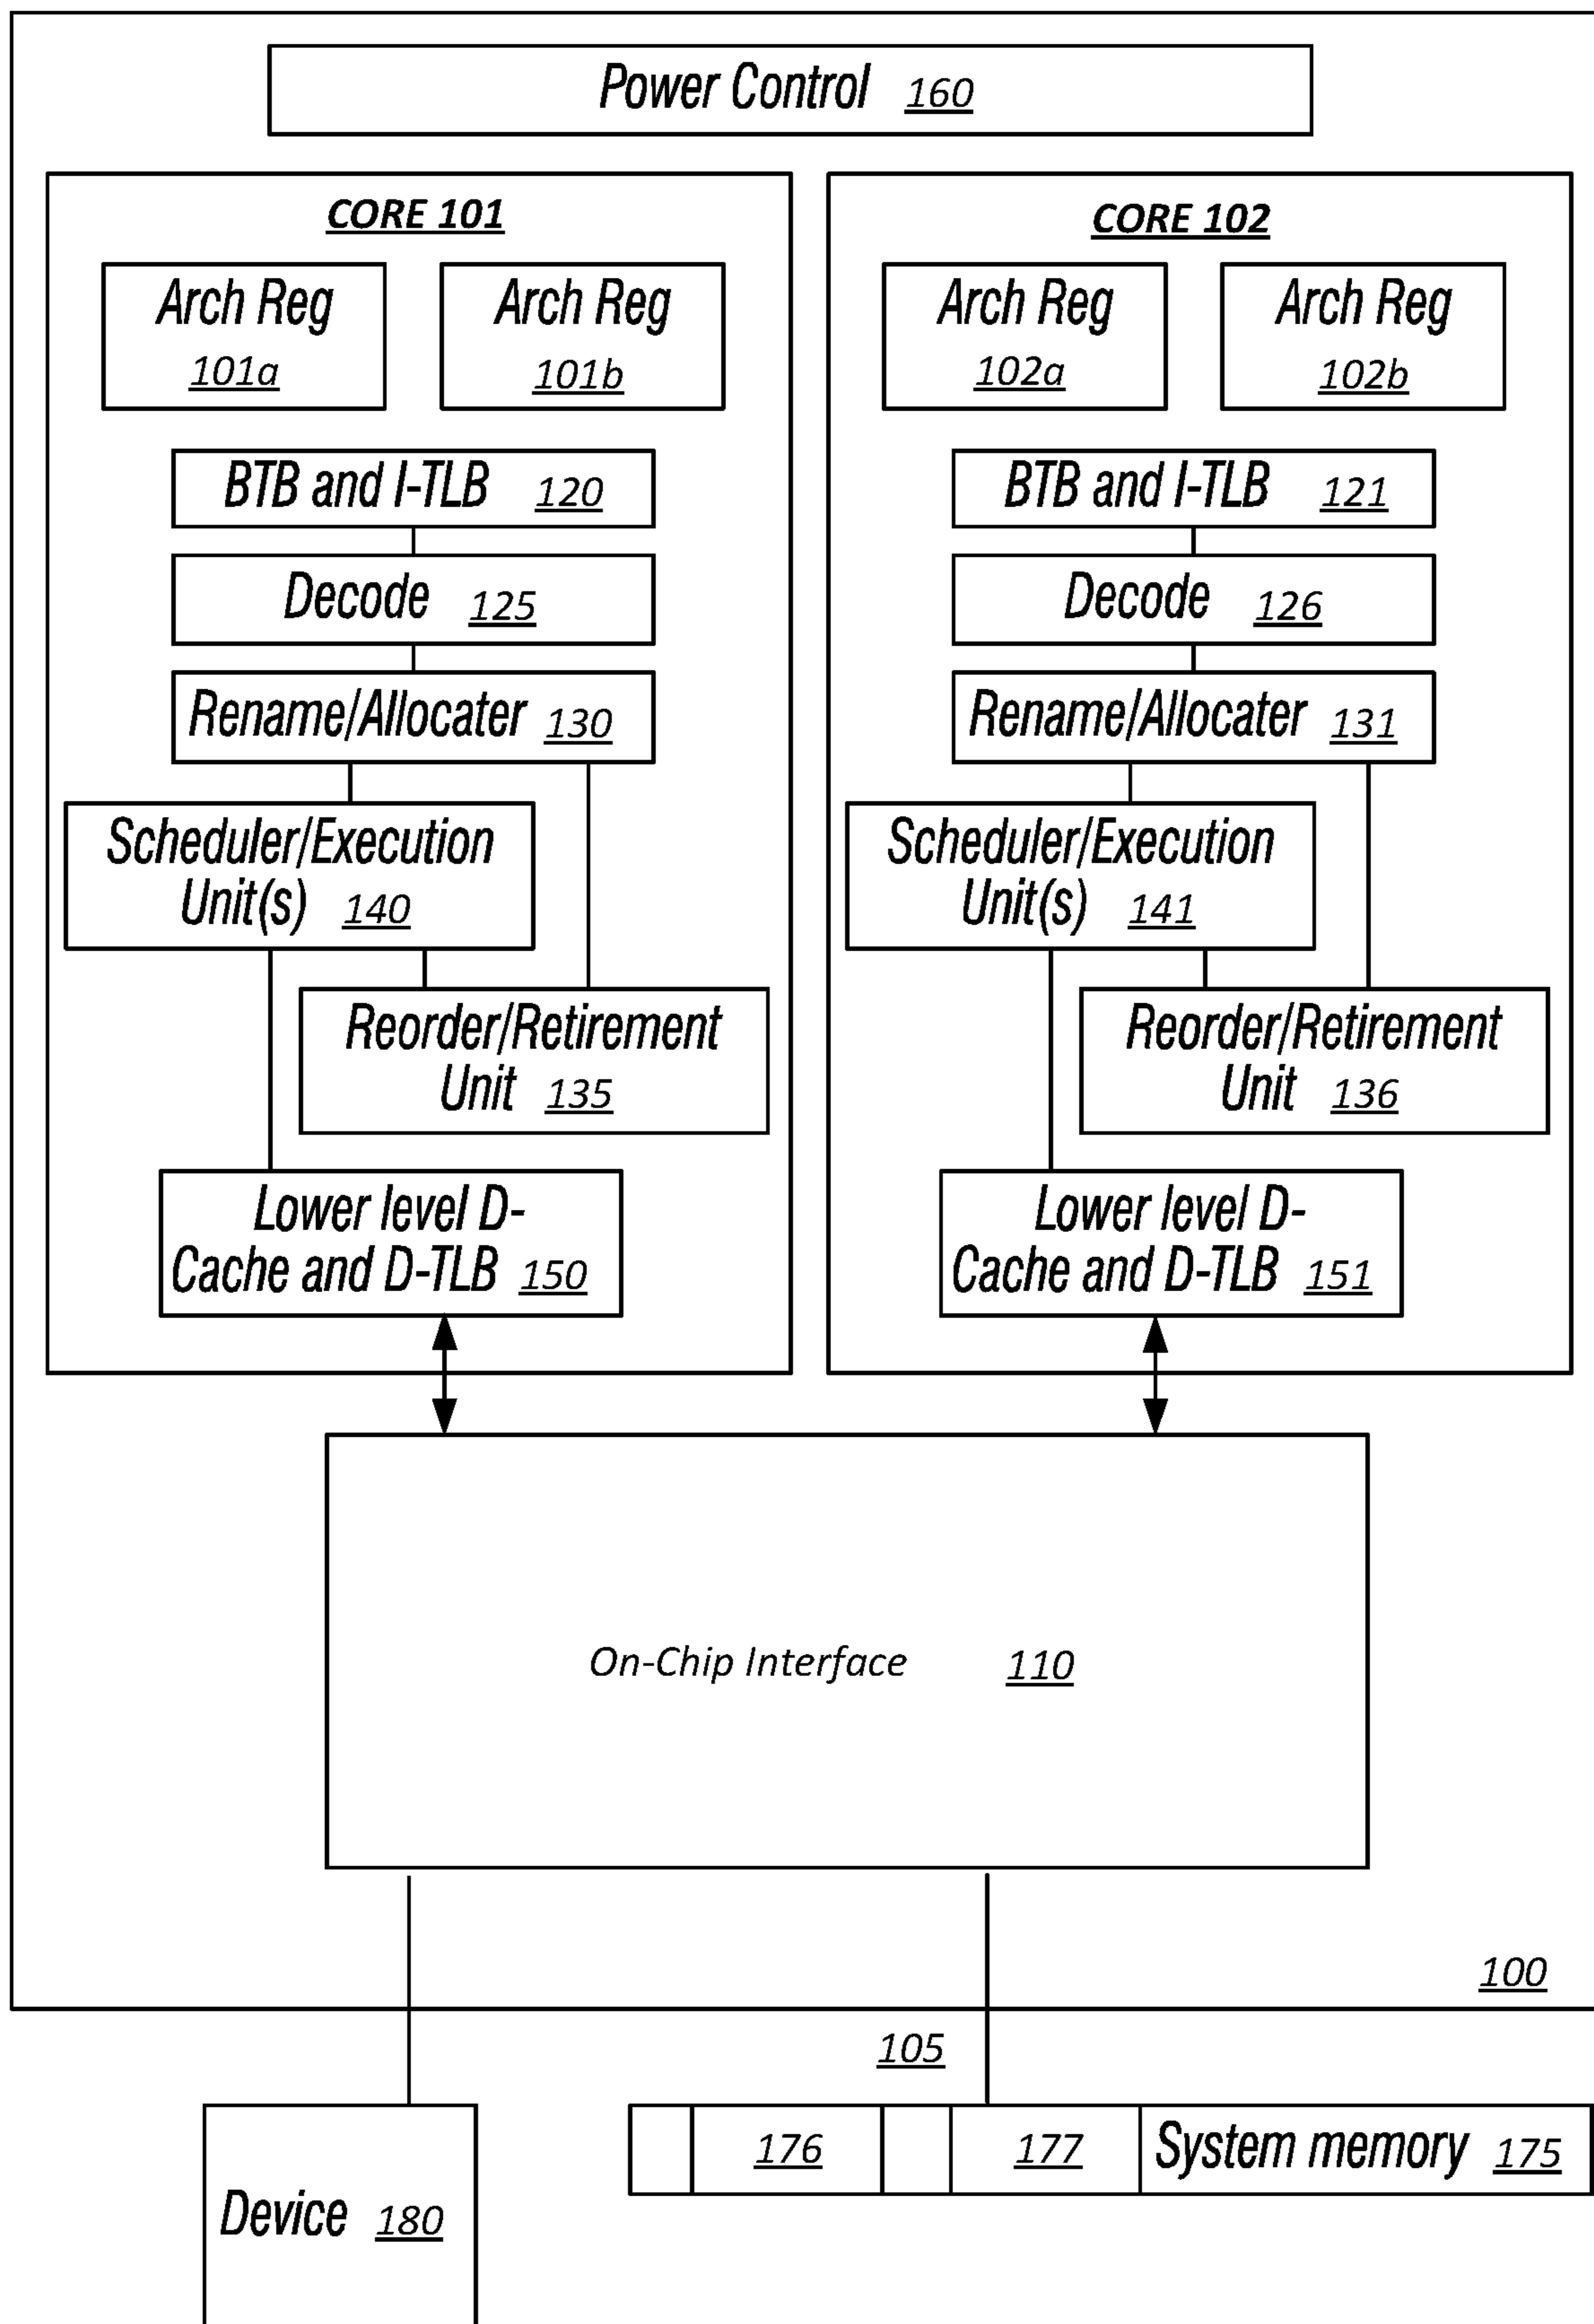 Power Control 160
CORE 101
Arch Reg
101a
Arch Reg
101b
BTB and I-TLB 120
Decode 125
Rename/Allocater 130
Scheduler/Execution
Unit(s) 140
Reorder/Retirement
Unit 135
Lower level D-
Cache and D-TLB 150
CORE 102
Arch Reg
102a
Arch Reg
102b
BTB and I-TLB 121
Decode 126
Rename/Allocater 131
Scheduler/Execution
Unit(s) 141
Reorder/Retirement
Unit 136
Lower level D-
Cache and D-TLB 151
On-Chip Interface 110
100
105
176
177
System memory 175
Device 180